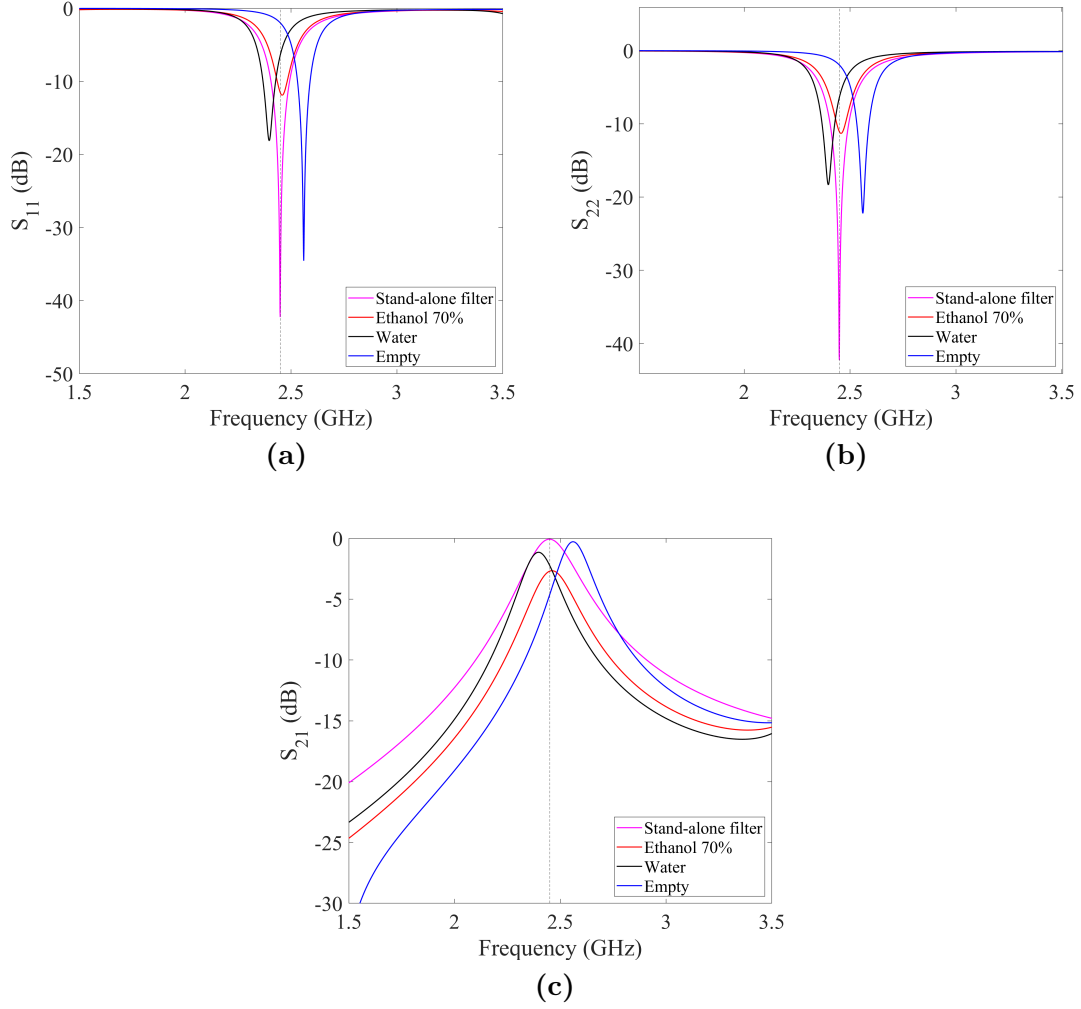 0
-10
-20
-30
-40
-50
S11 (dB)
1.5 2 2.5 3 3.5
Frequency (GHz)
Stand-alone filter
Ethanol 70%
Water
Empty
(a)
0
-10
-20
-30
-40
S22 (dB)
2 2.5 3 3.5
Frequency (GHz)
Stand-alone filter
Ethanol 70%
Water
Empty
(b)
0
-5
-10
-15
-20
-25
-30
S21 (dB)
1.5 2 2.5 3 3.5
Frequency (GHz)
Stand-alone filter
Ethanol 70%
Water
Empty
(c)